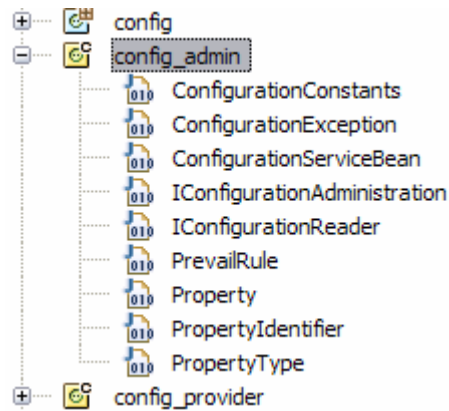 config
config_admin
ConfigurationConstants
ConfigurationException
ConfigurationServiceBean
IConfigurationAdministration
IConfigurationReader
PrevailRule
Property
PropertyIdentifier
PropertyType
config_provider